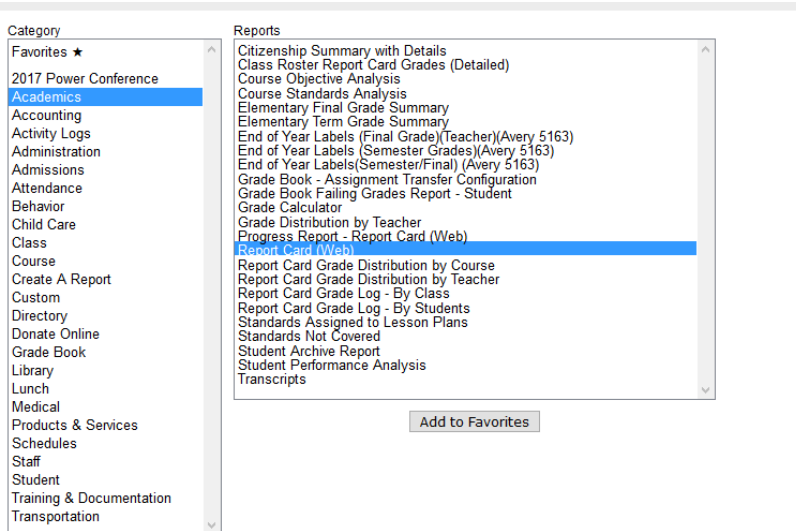 Category
Favorites ★
2017 Power Conference
Academics
Accounting
Activity Logs
Administration
Admissions
Attendance
Behavior
Child Care
Class
Course
Create A Report
Custom
Directory
Donate Online
Grade Book
Library
Lunch
Medical
Products & Services
Schedules
Staff
Student
Training & Documentation
Transportation
Reports
Citizenship Summary with Details
Class Roster Report Card Grades (Detailed)
Course Objective Analysis
Course Standards Analysis
Elementary Final Grade Summary
Elementary Term Grade Summary
End of Year Labels (Final Grade)(Teacher)(Avery 5163)
End of Year Labels (Semester Grades)(Avery 5163)
End of Year Labels(Semester/Final) (Avery 5163)
Grade Book - Assignment Transfer Configuration
Grade Book Failing Grades Report - Student
Grade Calculator
Grade Distribution by Teacher
Progress Report - Report Card (Web)
Report Card (Web)
Report Card Grade Distribution by Course
Report Card Grade Distribution by Teacher
Report Card Grade Log - By Class
Report Card Grade Log - By Students
Standards Assigned to Lesson Plans
Standards Not Covered
Student Archive Report
Student Performance Analysis
Transcripts
Add to Favorites